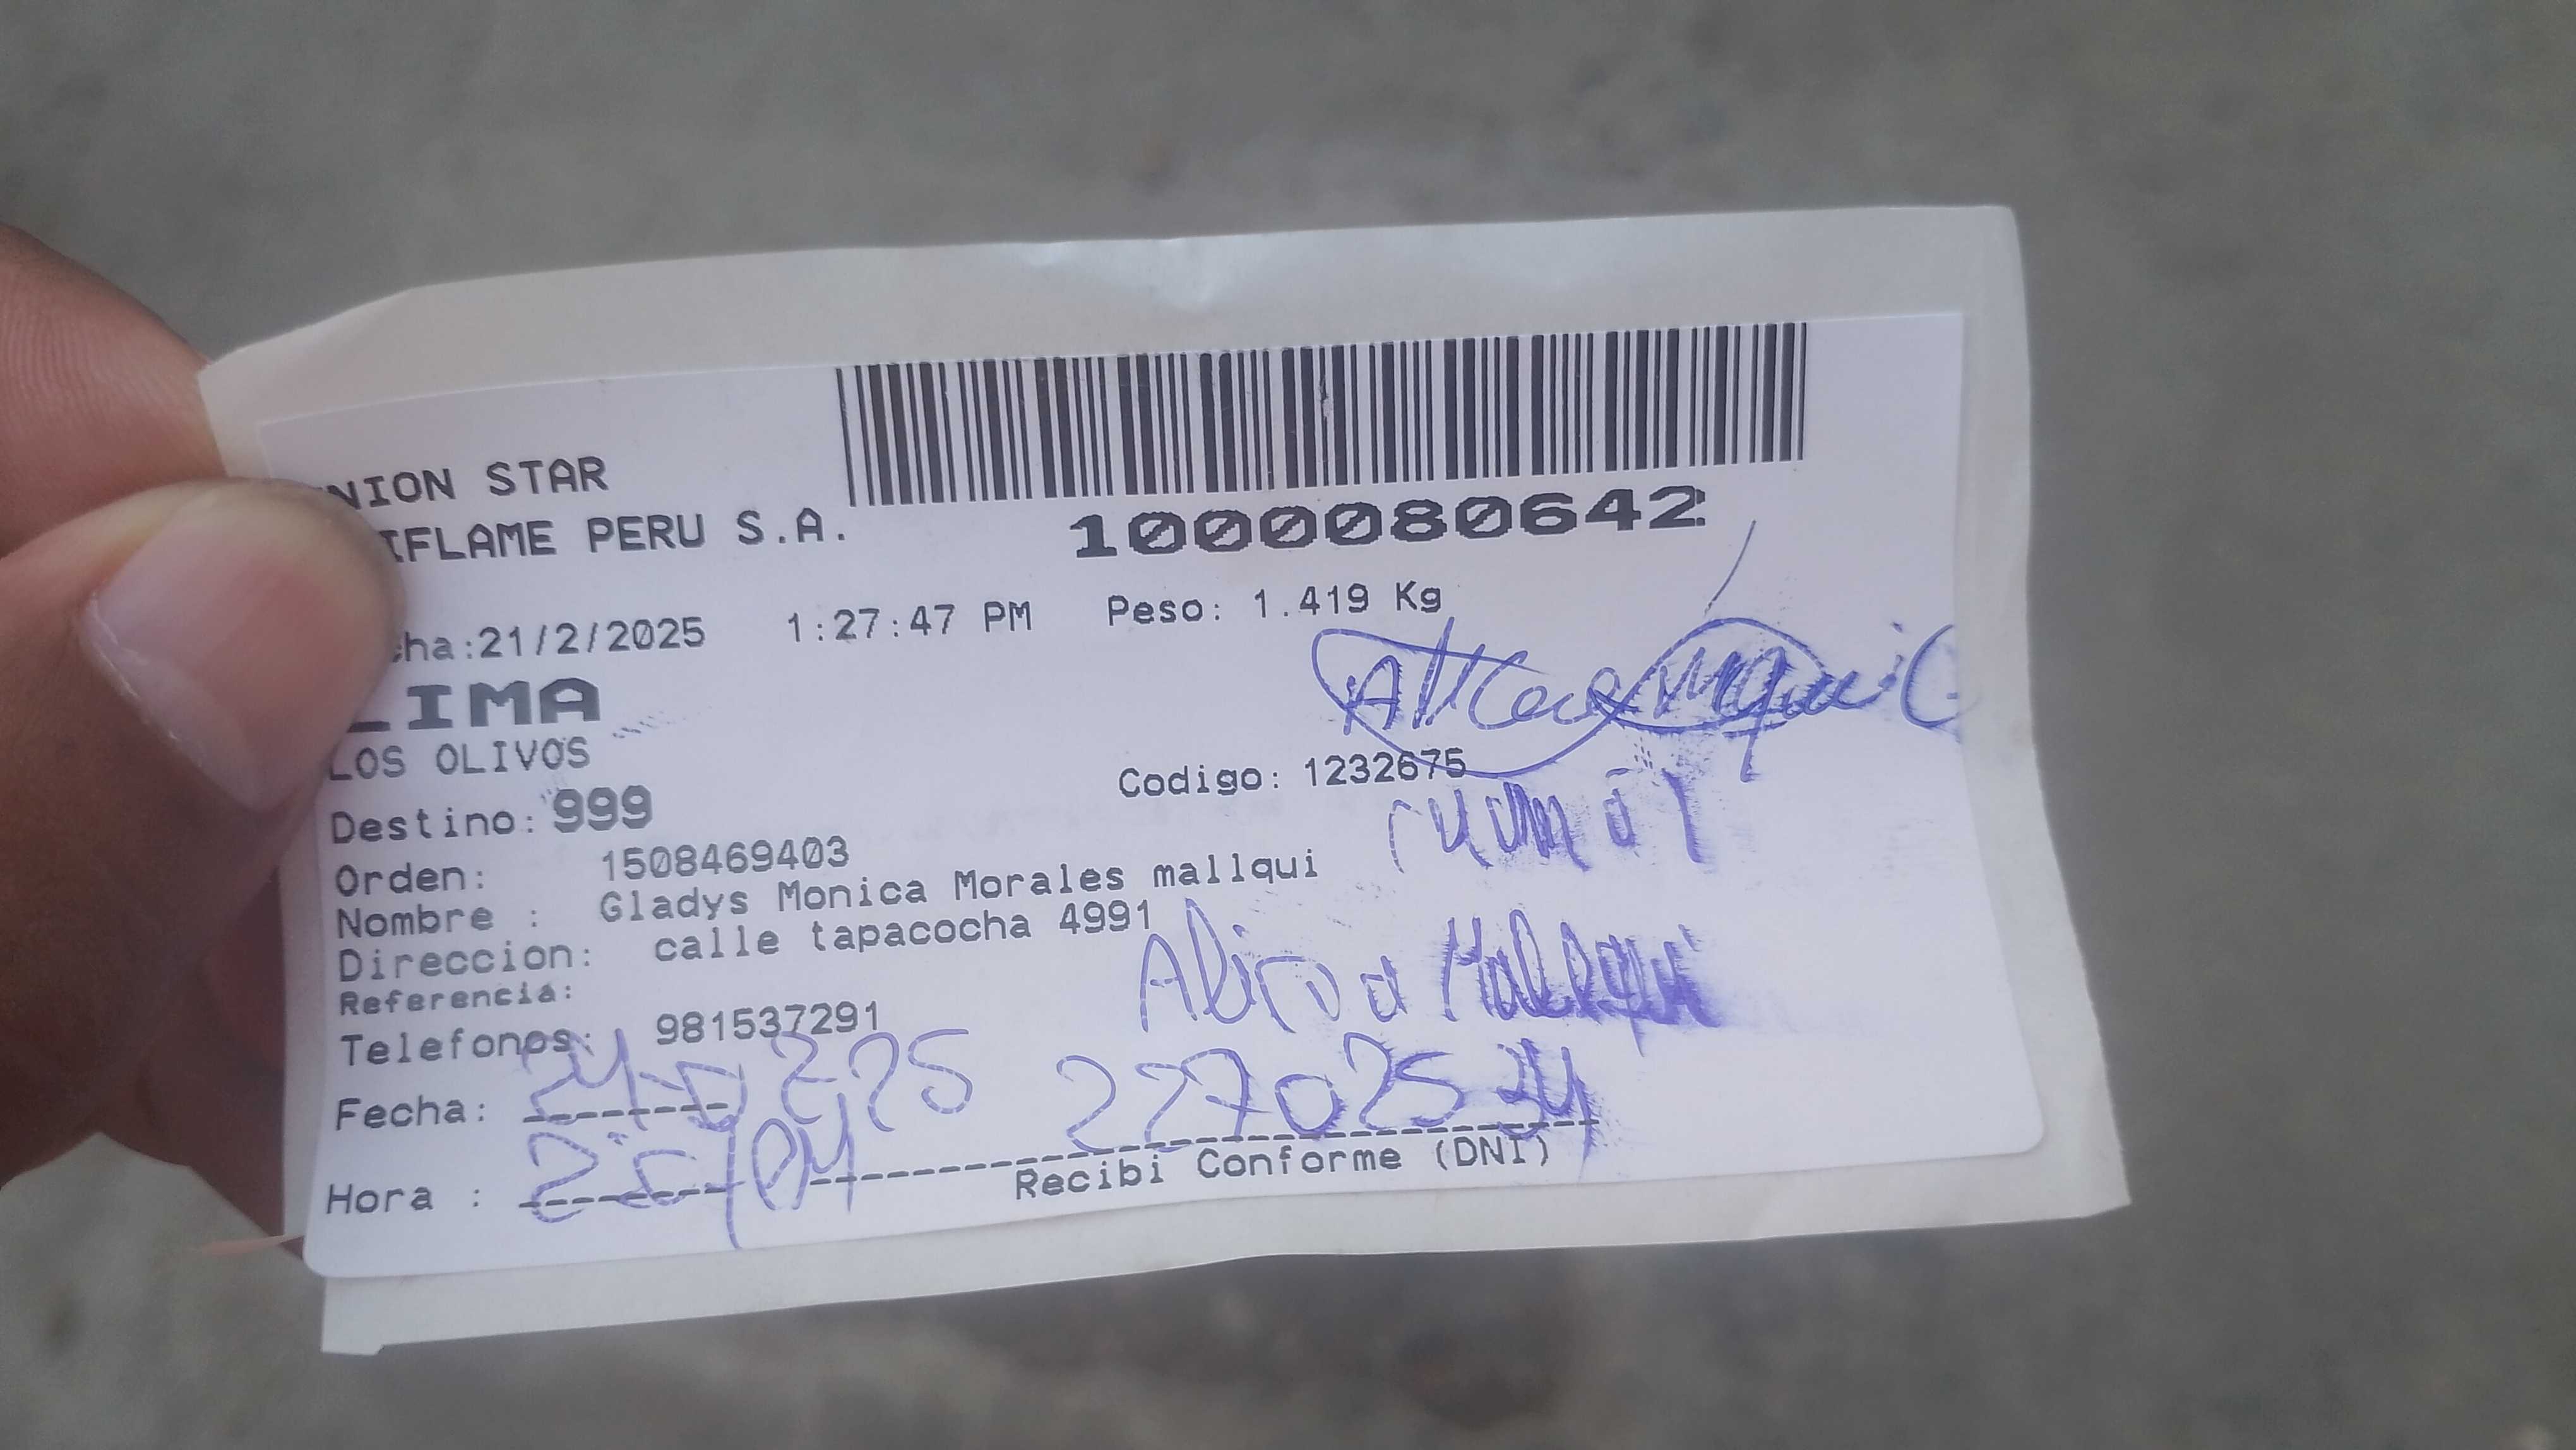 NION STAR
IFLAME PERU S.A.
1000080642
cha:21/2/2025 1:27:47 PM Peso: 1.419 Kg
LIMA
LOS OLIVOS
Destino: 999 Codigo: 1232675
Orden: 1508469403
Nombre : Gladys Monica Morales mallqui
Direccion: calle tapacocha 4991
Referencia:
Telefonos: 981537291
Fecha:
Hora :
Recibi Conforme (DNI)